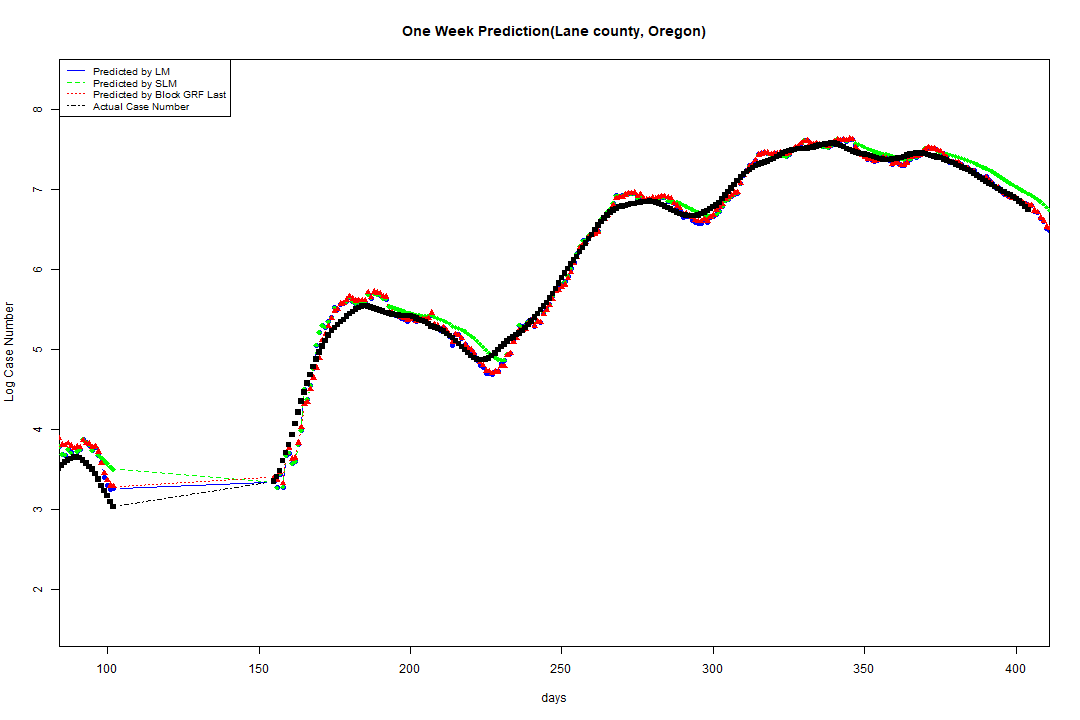 One Week Prediction(Lane county, Oregon)
Predicted by LM
Predicted by SLM
Predicted by Block GRF Last
Actual Case Number
8
7
6
5
4
3
2
Log Case Number
100 150 200 250 300 350 400
days